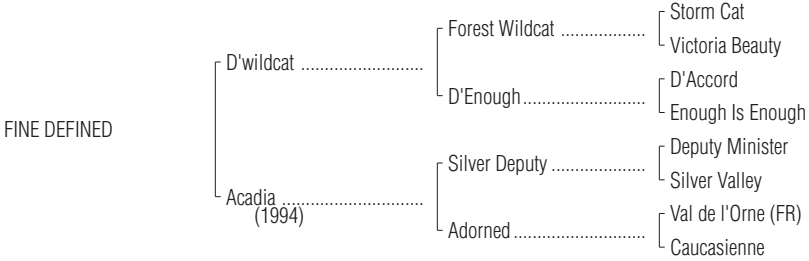 Storm Cat
Forest Wildcat ..................
Victoria Beauty
D'wildcat ..........................
D'Accord
D'Enough..........................
Enough Is Enough
FINE DEFINED
Deputy Minister
Silver Deputy ....................
Silver Valley
Acadia ..............................
(1994)
Val de l'Orne (FR)
Adorned............................
Caucasienne